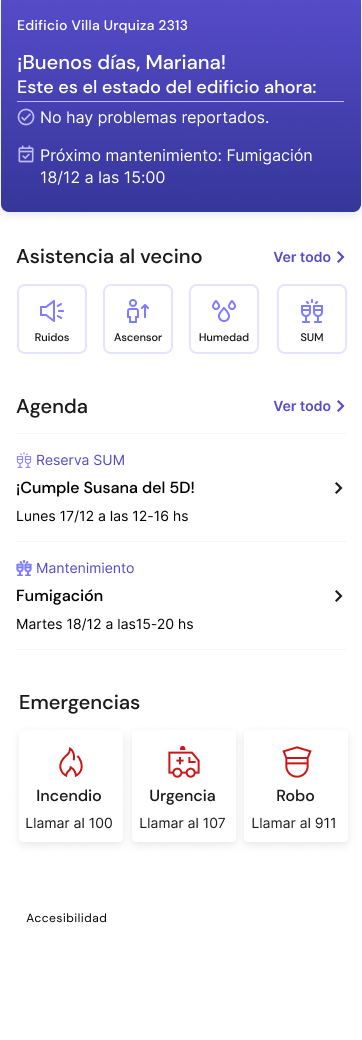 Edificio Villa Urquiza 2313
¡Buenos días, Mariana!
Este es el estado del edificio ahora:
No hay problemas reportados.
Próximo mantenimiento: Fumigación
18/12 a las 15:00
Asistencia al vecino
Ver todo
Ruidos
Ascensor
Humedad
SUM
Agenda
Ver todo
Reserva SUM
¡Cumple Susana del 5D!
Lunes 17/12 a las 12-16 hs
Mantenimiento
Fumigación
Martes 18/12 a las15-20 hs
Emergencias
Incendio
Llamar al 100
Urgencia
Llamar al 107
Robo
Llamar al 911
Accesibilidad